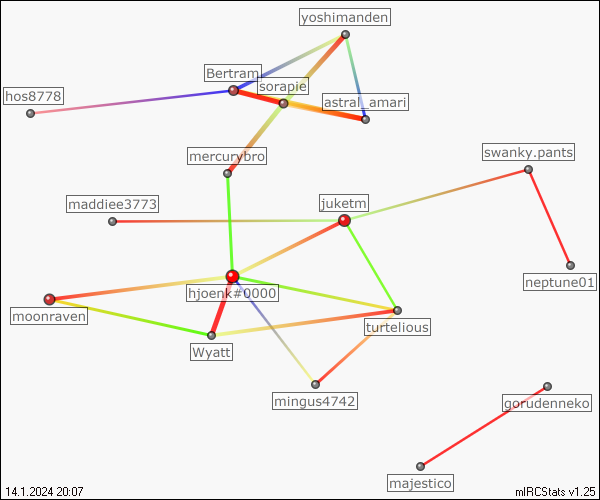 yoshimanden
Bertram
sorapie
hos8778
astral_amari
mercurybro
swanky.pants
maddiee3773
juketm
neptune01
hjoenk#0000
moonraven
turtelious
Wyatt
mingus4742
gorudenneko
majestico
14.1.2024 20:07
mIRCStats v1.25